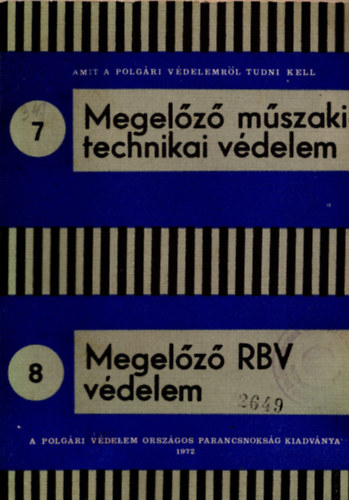 AMIT A POLGÁRI VÉDELEMRŐL TUDNI KELL
7
Megelőző műszaki
technikai védelem
8
Megelőző RBV
védelem
2649
A POLGÁRI VÉDELEM ORSZÁGOS PARANCSNOKSÁG KIADVÁNYA
1972